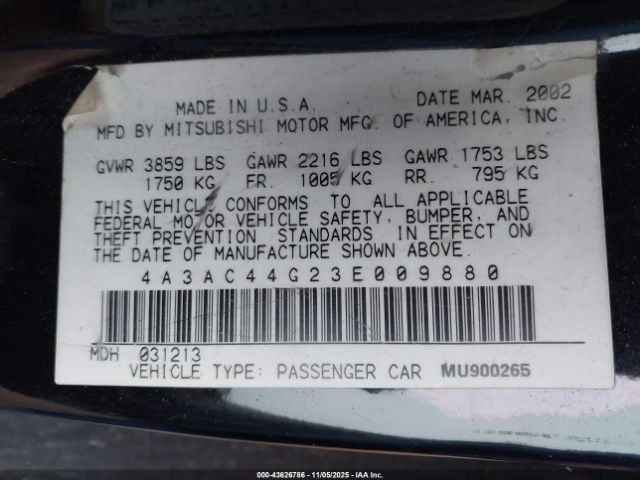 MADE IN U.S.A. DATE MAR. 2002
MFD BY MITSUBISHI MOTOR MFG. OF AMERICA, INC.
GVWR 3859 LBS GAWR 2216 LBS GAWR 1753 LBS
1750 KG FR. 1005 KG RR. 795 KG
THIS VEHICLE CONFORMS TO ALL APPLICABLE
FEDERAL MOTOR VEHICLE SAFETY, BUMPER, AND
THEFT PREVENTION STANDARDS IN EFFECT ON
THE DATE OF MANUFACTURE SHOWN ABOVE.
4A3AC44G23E009880
MDH 031213
VEHICLE TYPE: PASSENGER CAR MU900265
000-43626786 - 11/05/2025 - IAA Inc.